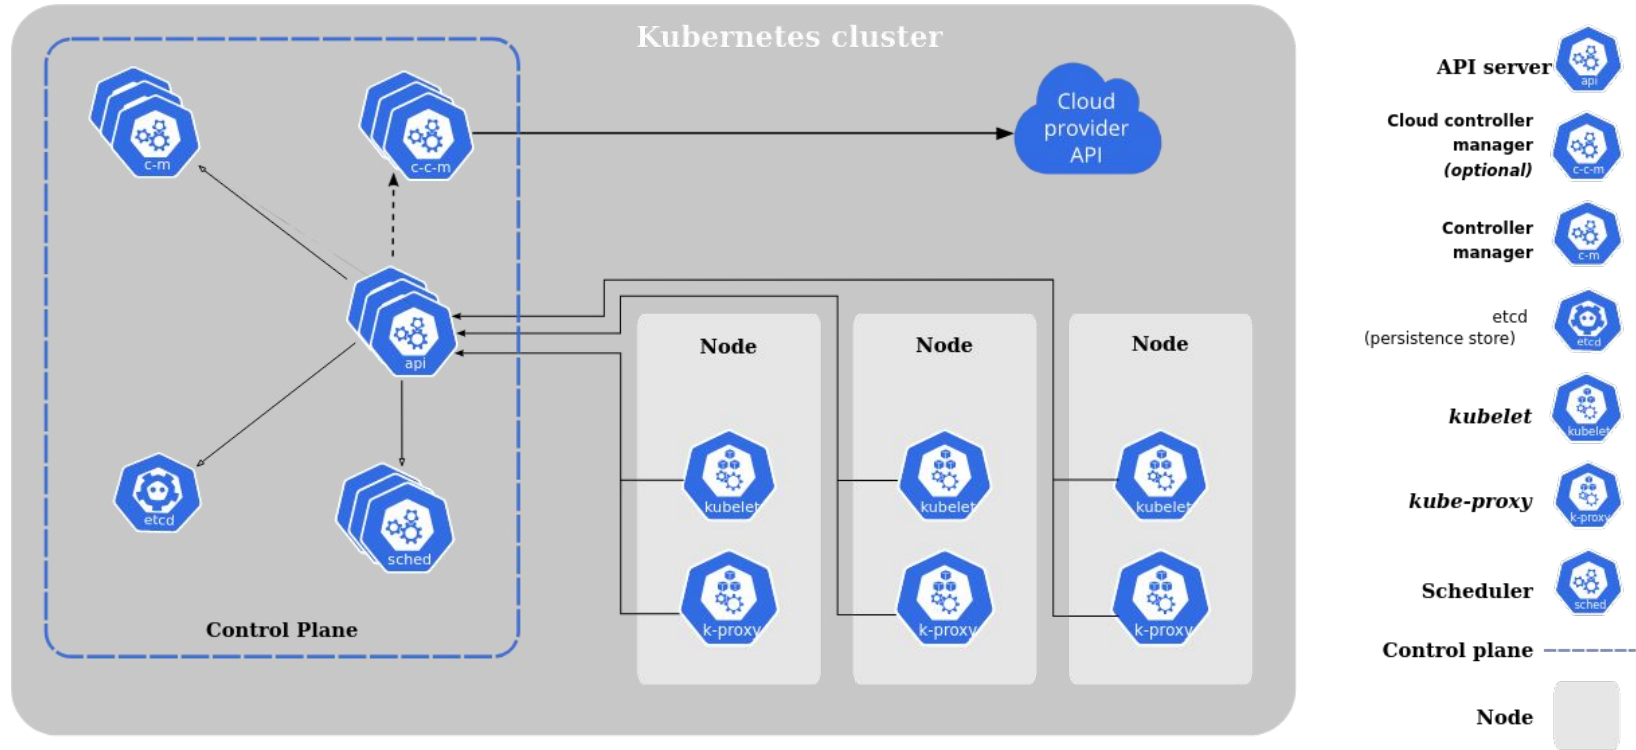 Kubernetes cluster
c-m
c-c-m
Cloud
provider
API
api
etcd
sched
Control Plane
Node
kubelet
k-proxy
Node
kubelet
k-proxy
Node
kubelet
k-proxy
API server
api
Cloud controller
manager
(optional)
c-c-m
Controller
manager
c-m
etcd
(persistence store)
etcd
kubelet
kubelet
kube-proxy
k-proxy
Scheduler
sched
Control plane
Node